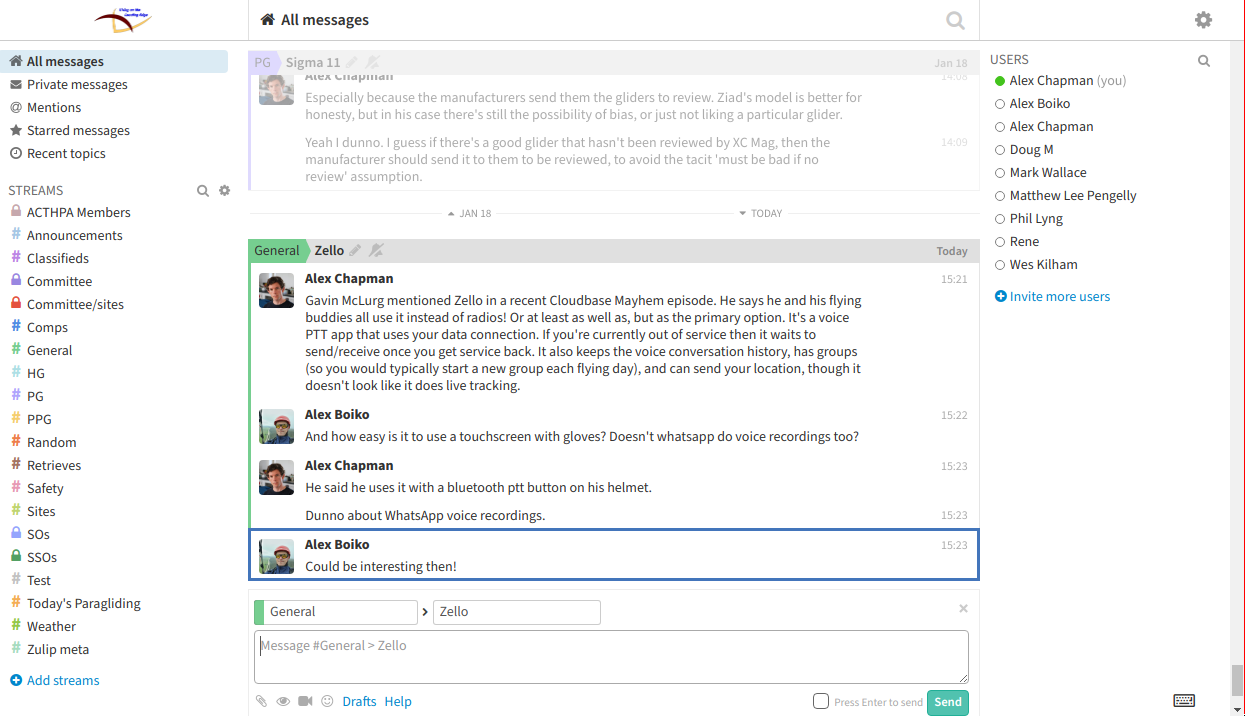 Living on the
Leading Edge
All messages
All messages
Private messages
@ Mentions
Starred messages
Recent topics
STREAMS
ACTHPA Members
# Announcements
# Classifieds
Committee
Committee/sites
# Comps
# General
# HG
# PG
# PPG
# Random
# Retrieves
# Safety
# Sites
SOs
SSOs
# Test
# Today's Paragliding
# Weather
# Zulip meta
Add streams
PG Sigma 11 Jan 18
Alex Chapman 14:08
Especially because the manufacturers send them the gliders to review. Ziad's model is better for
honesty, but in his case there's still the possibility of bias, or just not liking a particular glider.
Yeah I dunno. I guess if there's a good glider that hasn't been reviewed by XC Mag, then the 14:09
manufacturer should send it to them to be reviewed, to avoid the tacit 'must be bad if no
review' assumption.
JAN 18 TODAY
General Zello Today
Alex Chapman 15:21
Gavin McLurg mentioned Zello in a recent Cloudbase Mayhem episode. He says he and his flying
buddies all use it instead of radios! Or at least as well as, but as the primary option. It's a voice
PTT app that uses your data connection. If you're currently out of service then it waits to
send/receive once you get service back. It also keeps the voice conversation history, has groups
(so you would typically start a new group each flying day), and can send your location, though it
doesn't look like it does live tracking.
Alex Boiko 15:22
And how easy is it to use a touchscreen with gloves? Doesn't whatsapp do voice recordings too?
Alex Chapman 15:23
He said he uses it with a bluetooth ptt button on his helmet.
Dunno about WhatsApp voice recordings. 15:23
Alex Boiko 15:23
Could be interesting then!
General > Zello ×
Message #General > Zello
Drafts Help Press Enter to send Send
USERS
Alex Chapman (you)
Alex Boiko
Alex Chapman
Doug M
Mark Wallace
Matthew Lee Pengelly
Phil Lyng
Rene
Wes Kilham
Invite more users